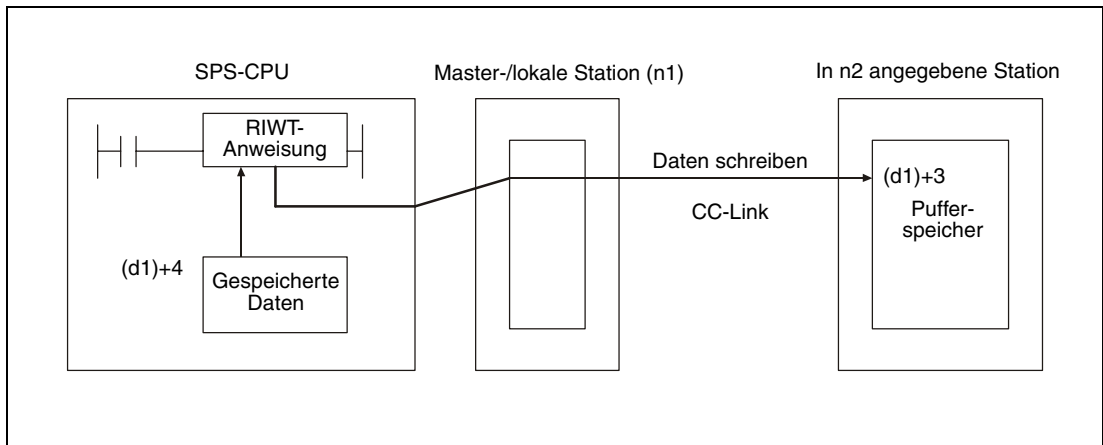 SPS-CPU
Master-/lokale Station (n1)
In n2 angegebene Station
RIWT-
Anweisung
Daten schreiben
(d1)+3
Puffer-
speicher
CC-Link
(d1)+4
Gespeicherte
Daten